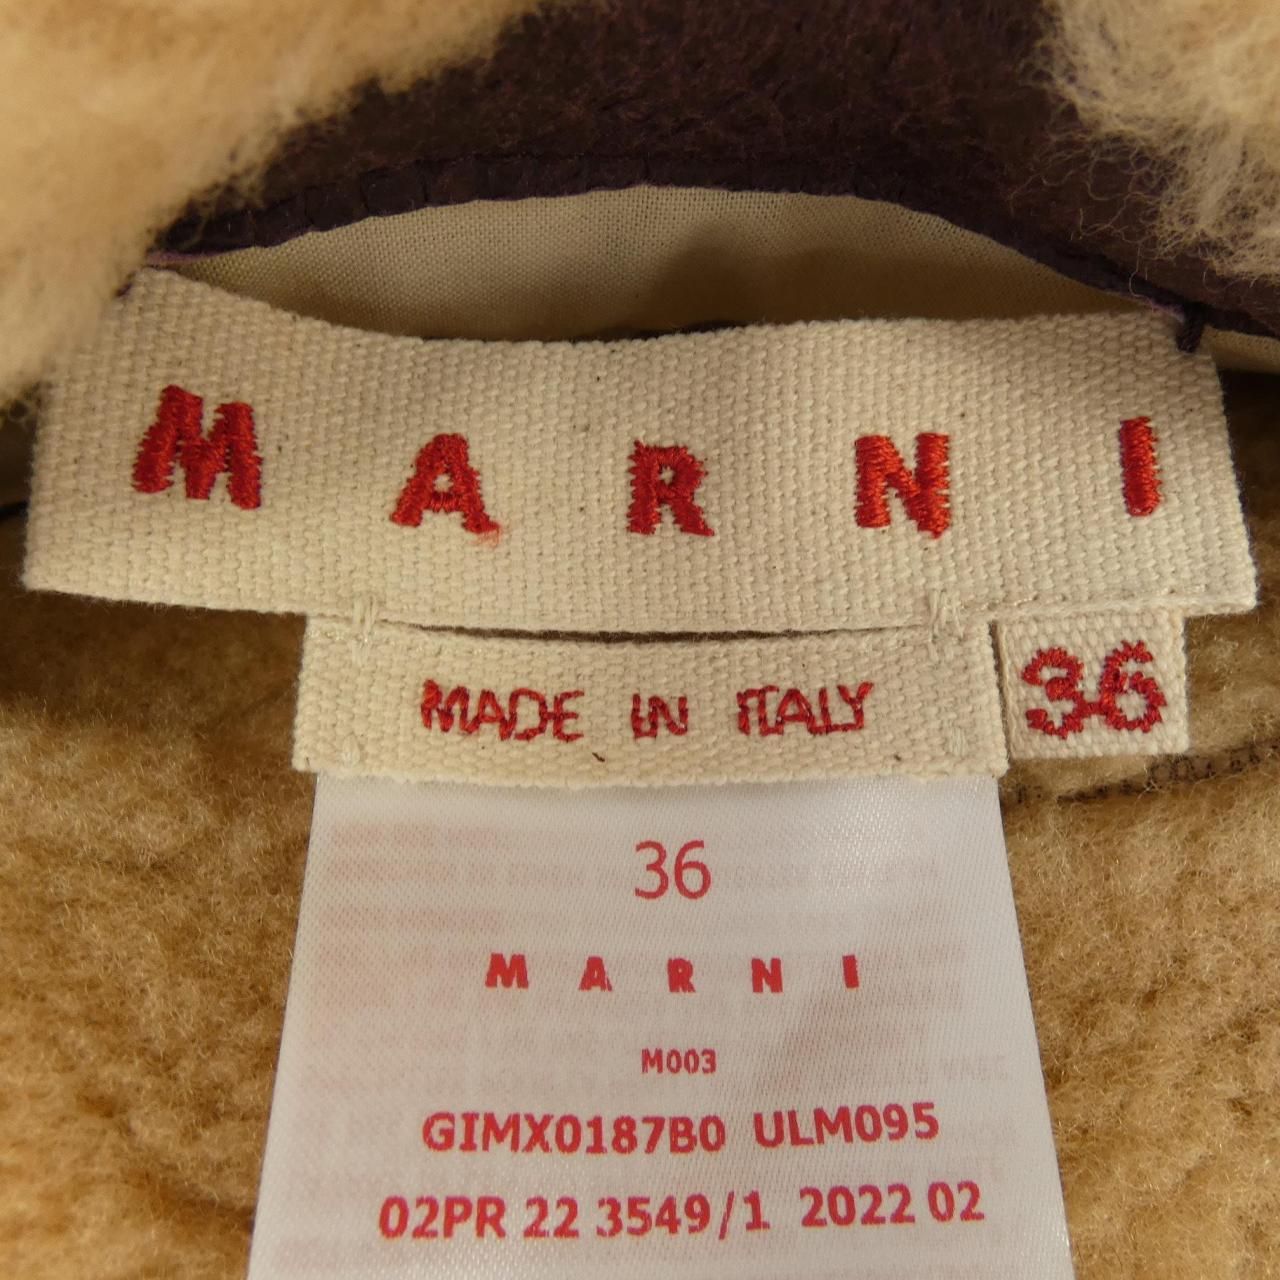 MARNI
MADE IN ITALY 36
36
MARNI
M003
GIMX0187B0 ULM095
02PR 22 3549/1 2022 02